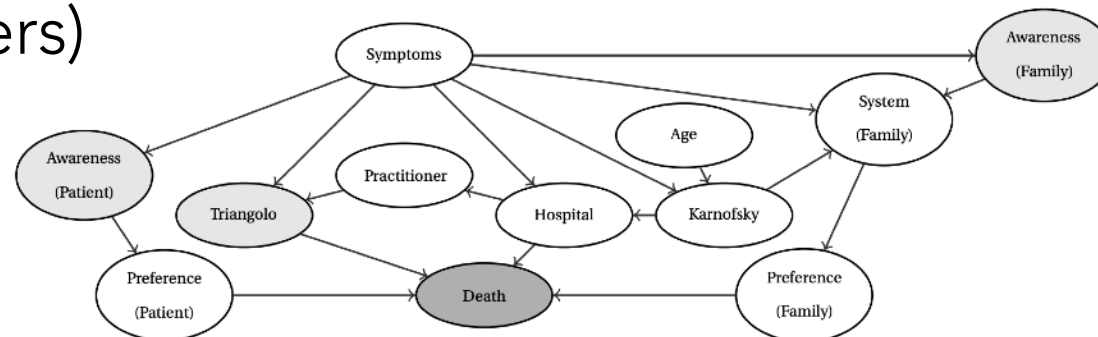 ers)
Symptoms
Awareness
(Family)
System
(Family)
Age
Awareness
(Patient)
Practitioner
Triangolo
Hospital
Karnofsky
Preference
(Patient)
Death
Preference
(Family)